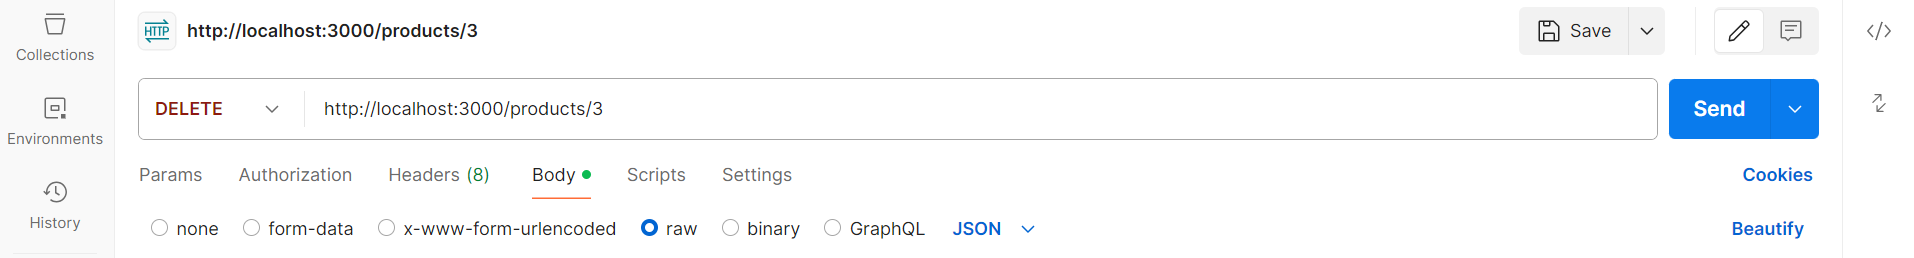 Collections
Environments
History
HTTP http://localhost:3000/products/3 Save
DELETE http://localhost:3000/products/3 Send
Params Authorization Headers (8) Body Scripts Settings Cookies
none form-data x-www-form-urlencoded raw binary GraphQL JSON Beautify